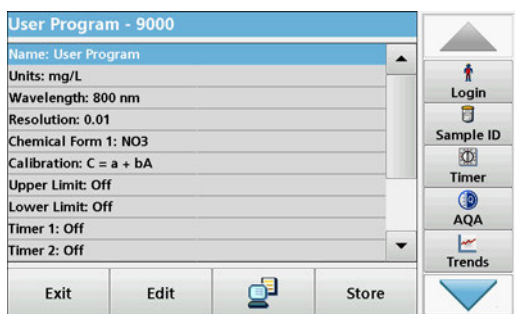 User Program - 9000
Name: User Program
Units: mg/L
Wavelength: 800 nm
Resolution: 0.01
Chemical Form 1: NO3
Calibration: C = a + bA
Upper Limit: Off
Lower Limit: Off
Timer 1: Off
Timer 2: Off
Exit
Edit
Store
Login
Sample ID
Timer
AQA
Trends